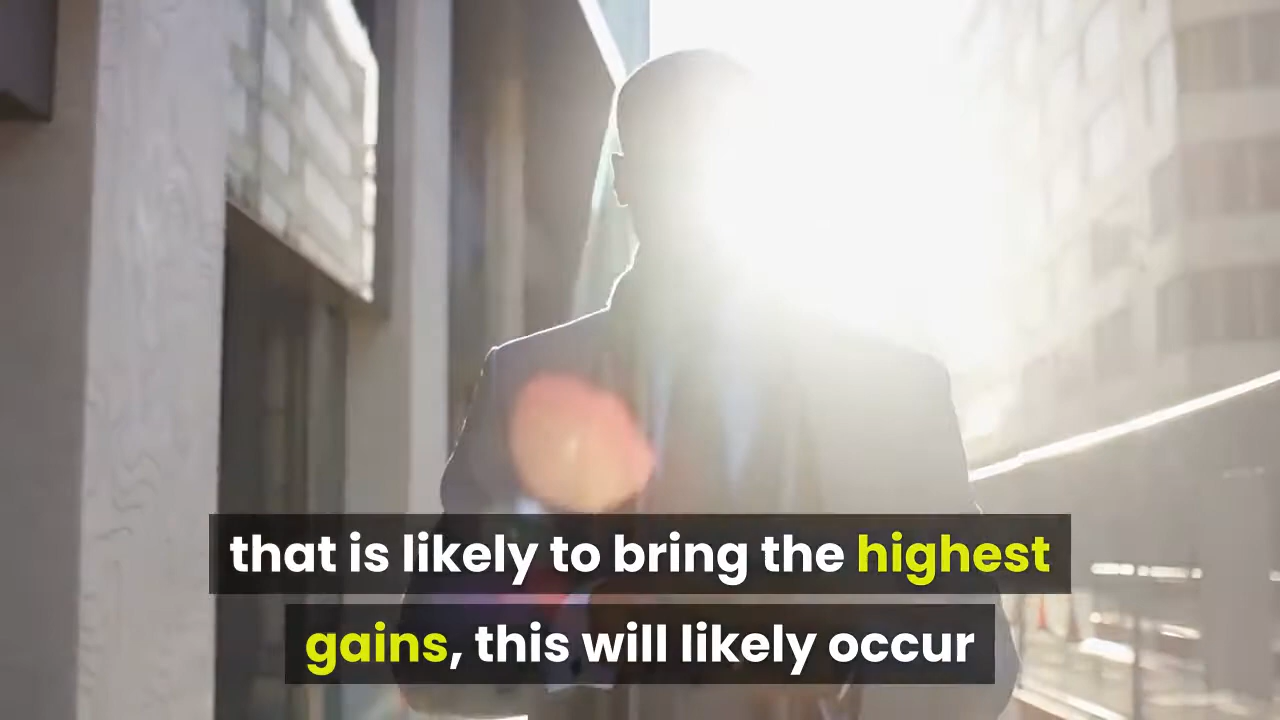 that is likely to bring the highest
gains, this will likely occur